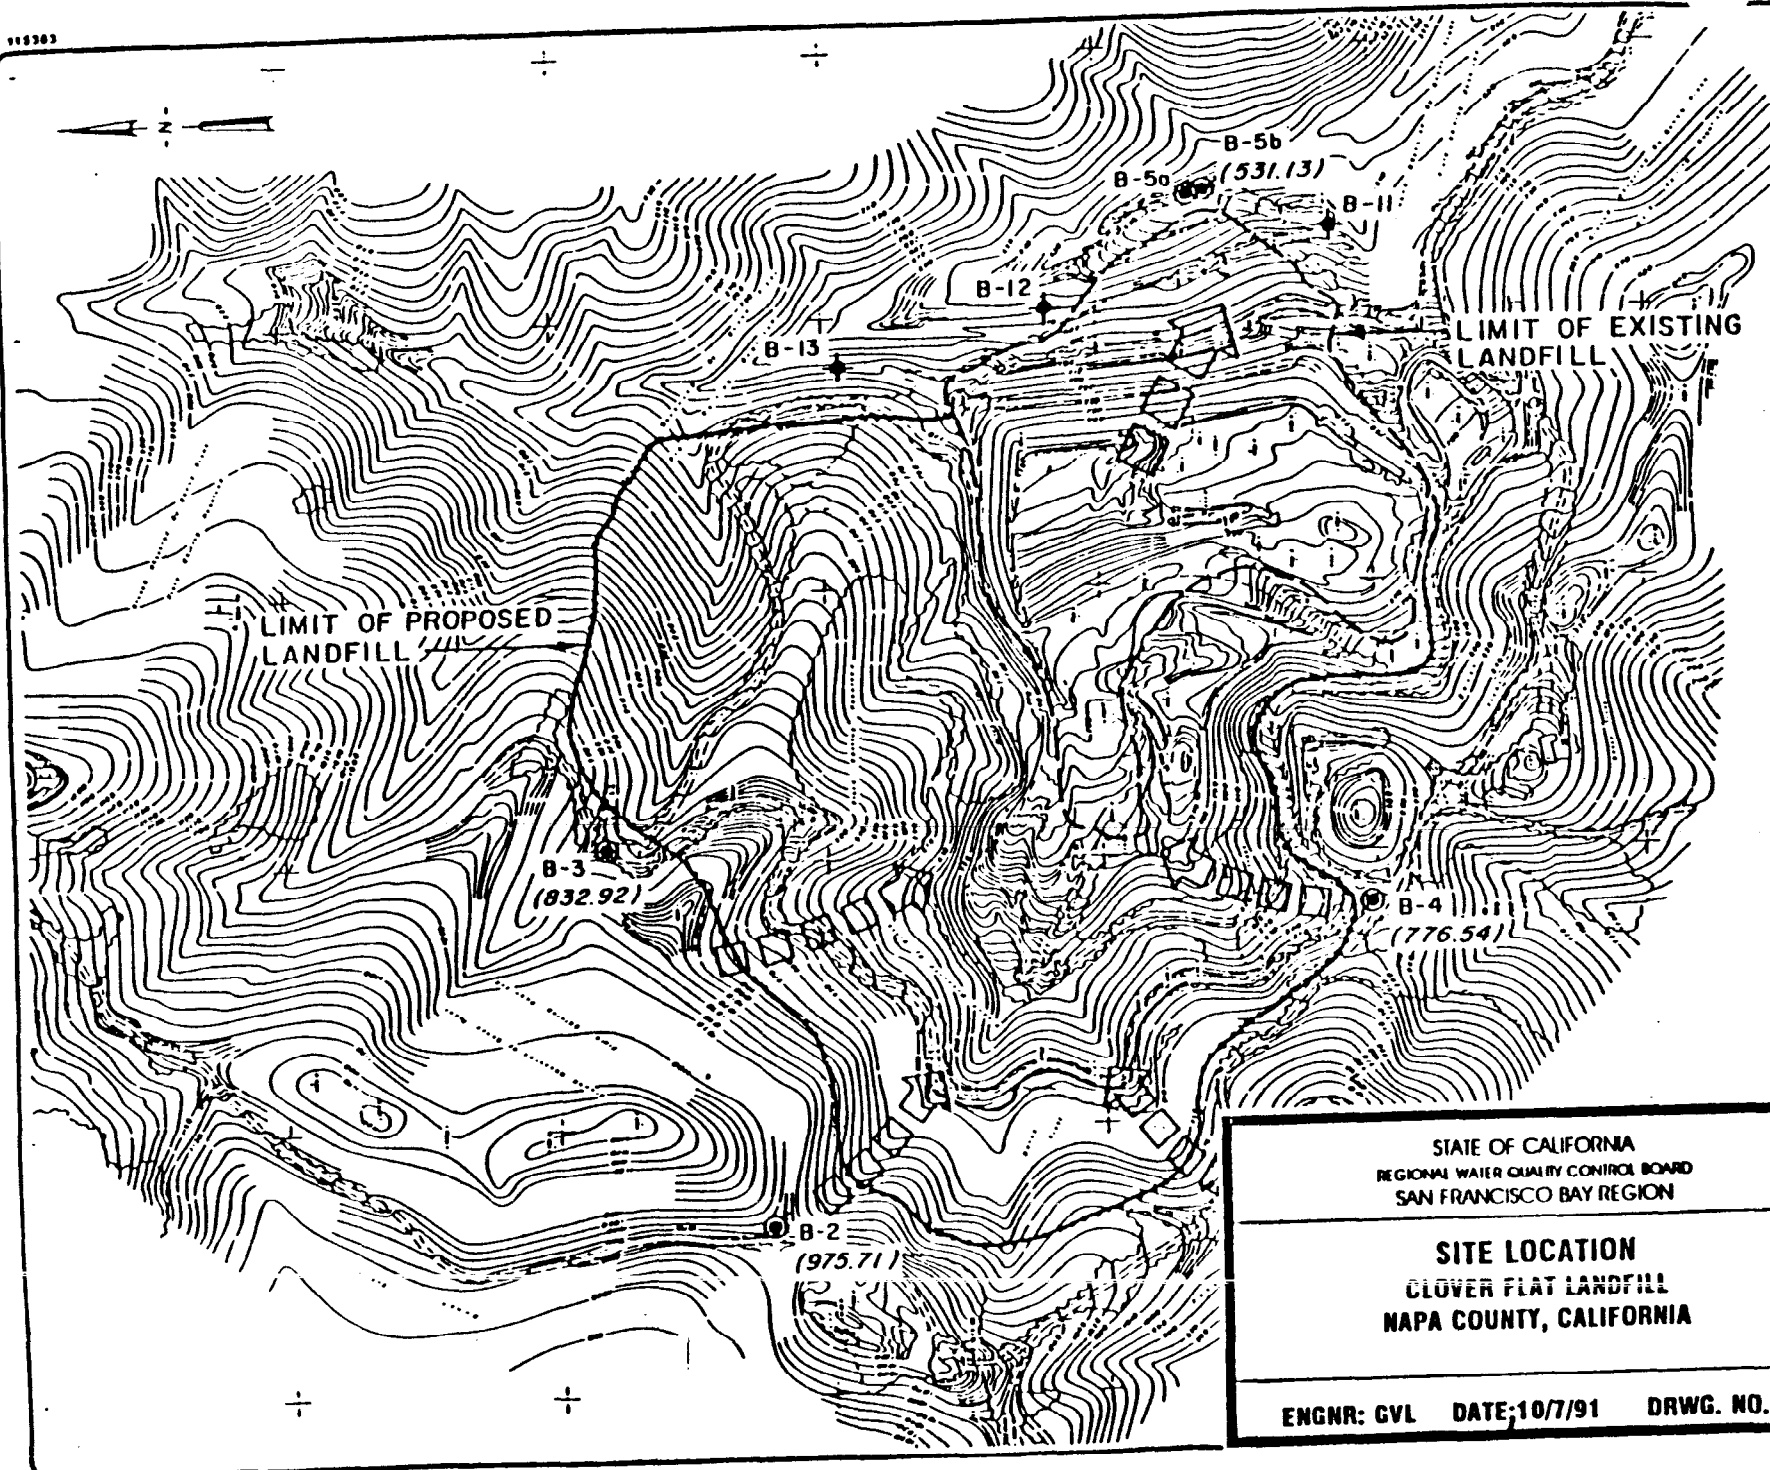 118383
N
B-5b
(531.13)
B-5a
B-11
B-12
B-13
LIMIT OF EXISTING
LANDFILL
LIMIT OF PROPOSED
LANDFILL
B-3
(832.92)
B-4
(776.54)
B-2
(975.71)
STATE OF CALIFORNIA
REGIONAL WATER QUALITY CONTROL BOARD
SAN FRANCISCO BAY REGION
SITE LOCATION
CLOVER FLAT LANDFILL
NAPA COUNTY, CALIFORNIA
ENGNR: GVL DATE;10/7/91 DRWG. NO.